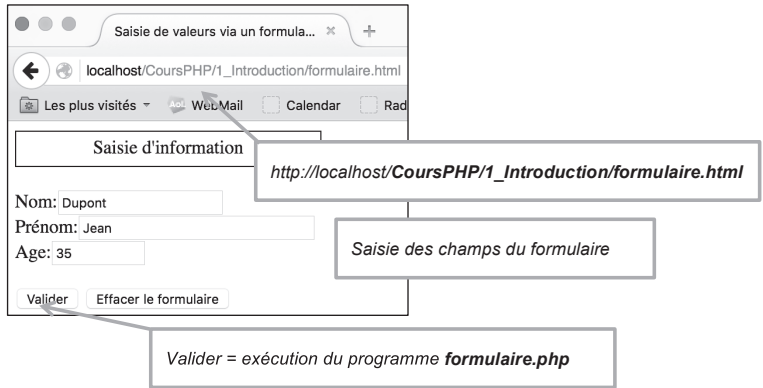 Saisie de valeurs via un formula... × +
localhost/CoursPHP/1_Introduction/formulaire.html
Les plus visités WebMail Calendar Rad
Saisie d'information
http://localhost/CoursPHP/1_Introduction/formulaire.html
Nom: Dupont
Prénom: Jean
Age: 35
Saisie des champs du formulaire
Valider Effacer le formulaire
Valider = exécution du programme formulaire.php